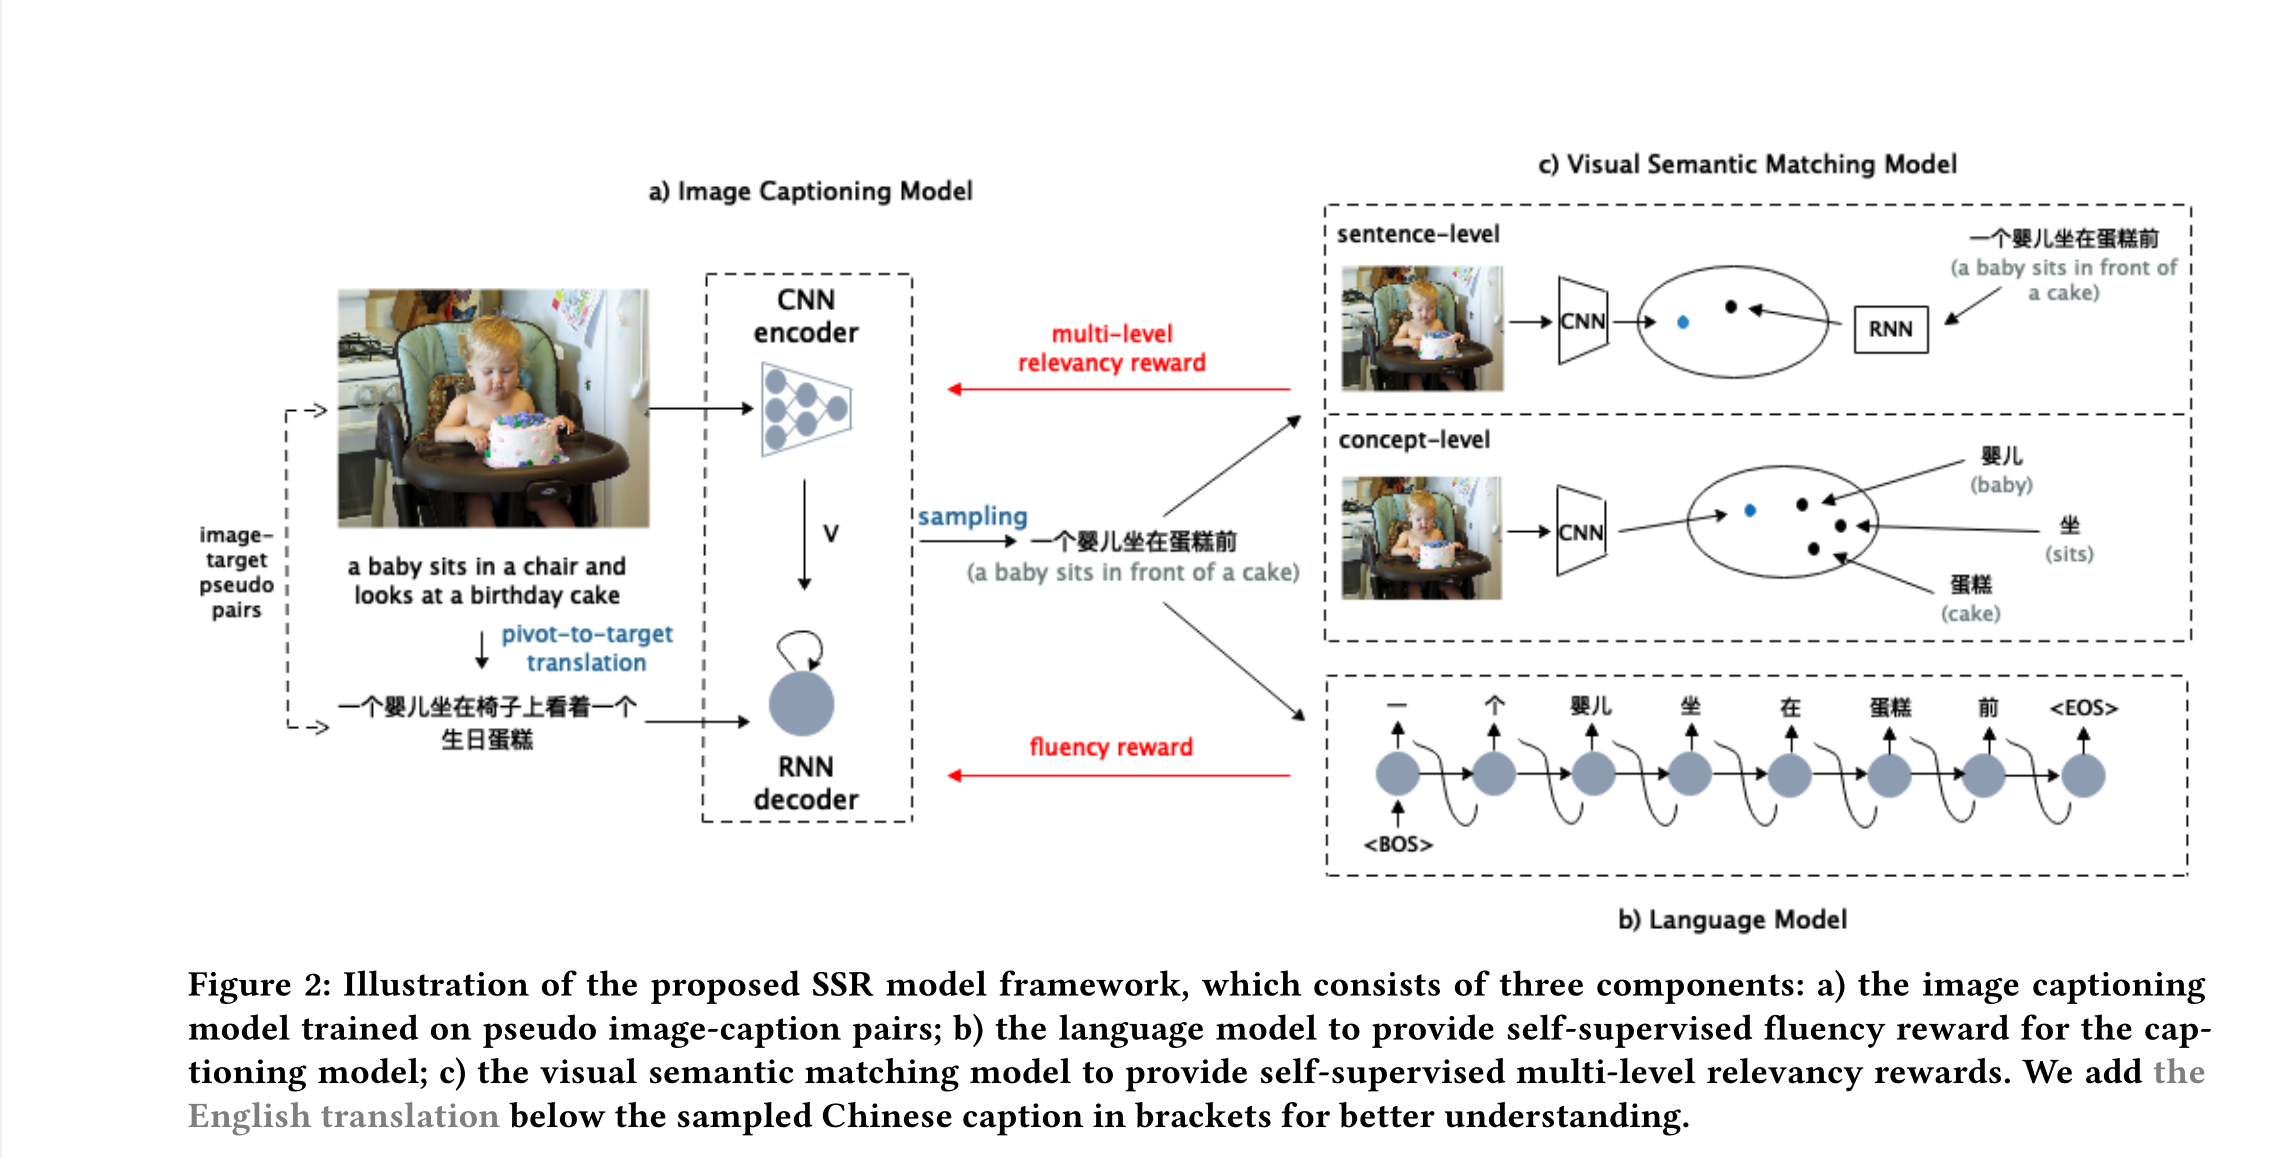 a) Image Captioning Model
image-
target
pseudo
pairs
a baby sits in a chair and
looks at a birthday cake
pivot-to-target
translation
一个婴儿坐在椅子上看着一个
生日蛋糕
CNN
encoder
V
RNN
decoder
sampling
一个婴儿坐在蛋糕前
(a baby sits in front of a cake)
multi-level
relevancy reward
fluency reward
c) Visual Semantic Matching Model
sentence-level
CNN
RNN
一个婴儿坐在蛋糕前
(a baby sits in front of
a cake)
concept-level
CNN
婴儿
(baby)
坐
(sits)
蛋糕
(cake)
一 个 婴儿 坐 在 蛋糕 前 <EOS>
<BOS>
b) Language Model
Figure 2: Illustration of the proposed SSR model framework, which consists of three components: a) the image captioning
model trained on pseudo image-caption pairs; b) the language model to provide self-supervised fluency reward for the cap-
tioning model; c) the visual semantic matching model to provide self-supervised multi-level relevancy rewards. We add the
English translation below the sampled Chinese caption in brackets for better understanding.